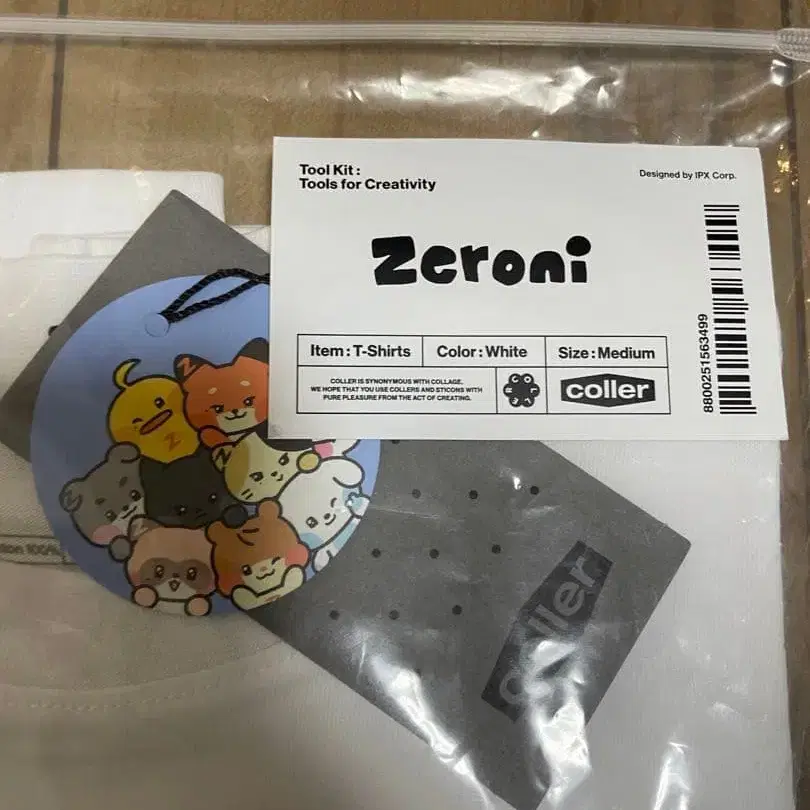 Tool Kit :
Tools for Creativity
Designed by IPX Corp.
Zeroni
Item : T-Shirts
Color : White
Size : Medium
COLLER IS SYNONYMOUS WITH COLLAGE.
WE HOPE THAT YOU USE COLLERS AND STICONS WITH
PURE PLEASURE FROM THE ACT OF CREATING.
coller
8800251563499
Z
Z
Z
Z
tton 100%
coller